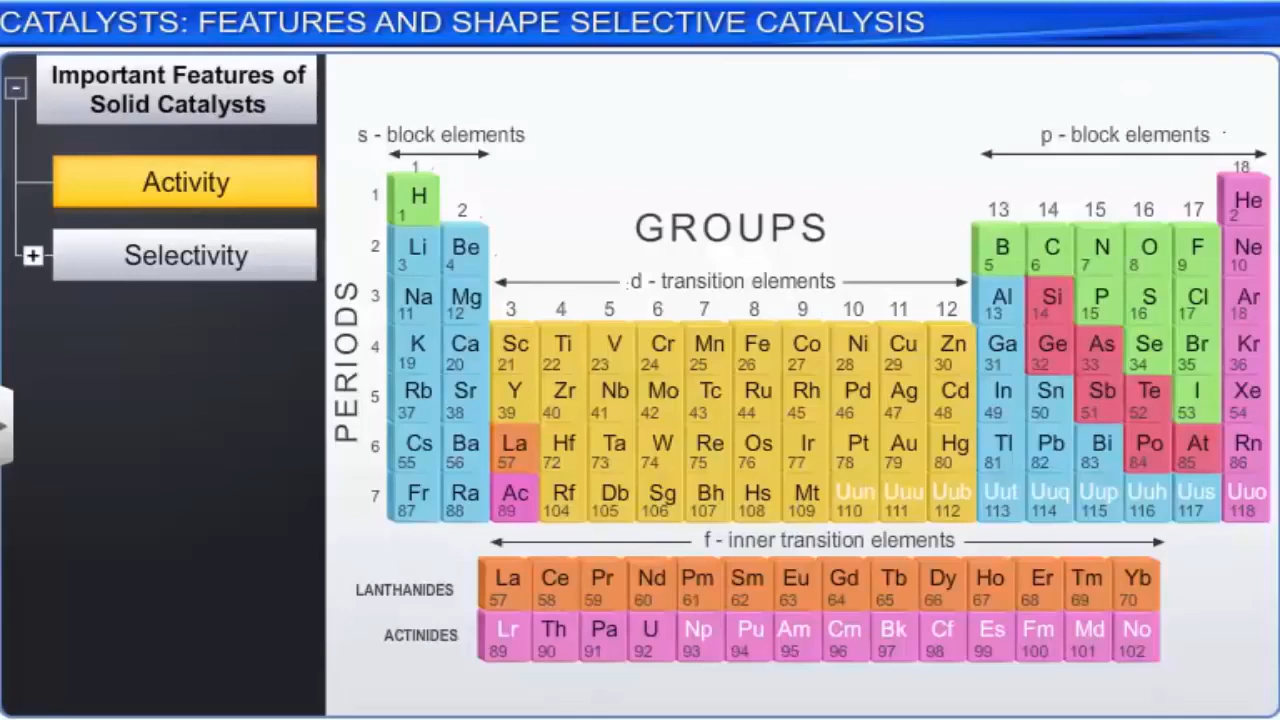 CATALYSTS: FEATURES AND SHAPE SELECTIVE CATALYSIS
-
Important Features of
Solid Catalysts
Activity
+
Selectivity
s - block elements
p - block elements
1
18
1 H He
1 2
2 13 14 15 16 17
GROUPS
2 Li Be B C N O F Ne
3 4 5 6 7 8 9 10
d - transition elements
PERIODS
3 Na Mg Al Si P S Cl Ar
11 12 13 14 15 16 17 18
3 4 5 6 7 8 9 10 11 12
4 K Ca Sc Ti V Cr Mn Fe Co Ni Cu Zn Ga Ge As Se Br Kr
19 20 21 22 23 24 25 26 27 28 29 30 31 32 33 34 35 36
5 Rb Sr Y Zr Nb Mo Tc Ru Rh Pd Ag Cd In Sn Sb Te I Xe
37 38 39 40 41 42 43 44 45 46 47 48 49 50 51 52 53 54
6 Cs Ba La Hf Ta W Re Os Ir Pt Au Hg Tl Pb Bi Po At Rn
55 56 57 72 73 74 75 76 77 78 79 80 81 82 83 84 85 86
7 Fr Ra Ac Rf Db Sg Bh Hs Mt Uun Uuu Uub Uut Uuq Uup Uuh Uus Uuo
87 88 89 104 105 106 107 108 109 110 111 112 113 114 115 116 117 118
f - inner transition elements
LANTHANIDES La Ce Pr Nd Pm Sm Eu Gd Tb Dy Ho Er Tm Yb
57 58 59 60 61 62 63 64 65 66 67 68 69 70
ACTINIDES Lr Th Pa U Np Pu Am Cm Bk Cf Es Fm Md No
89 90 91 92 93 94 95 96 97 98 99 100 101 102